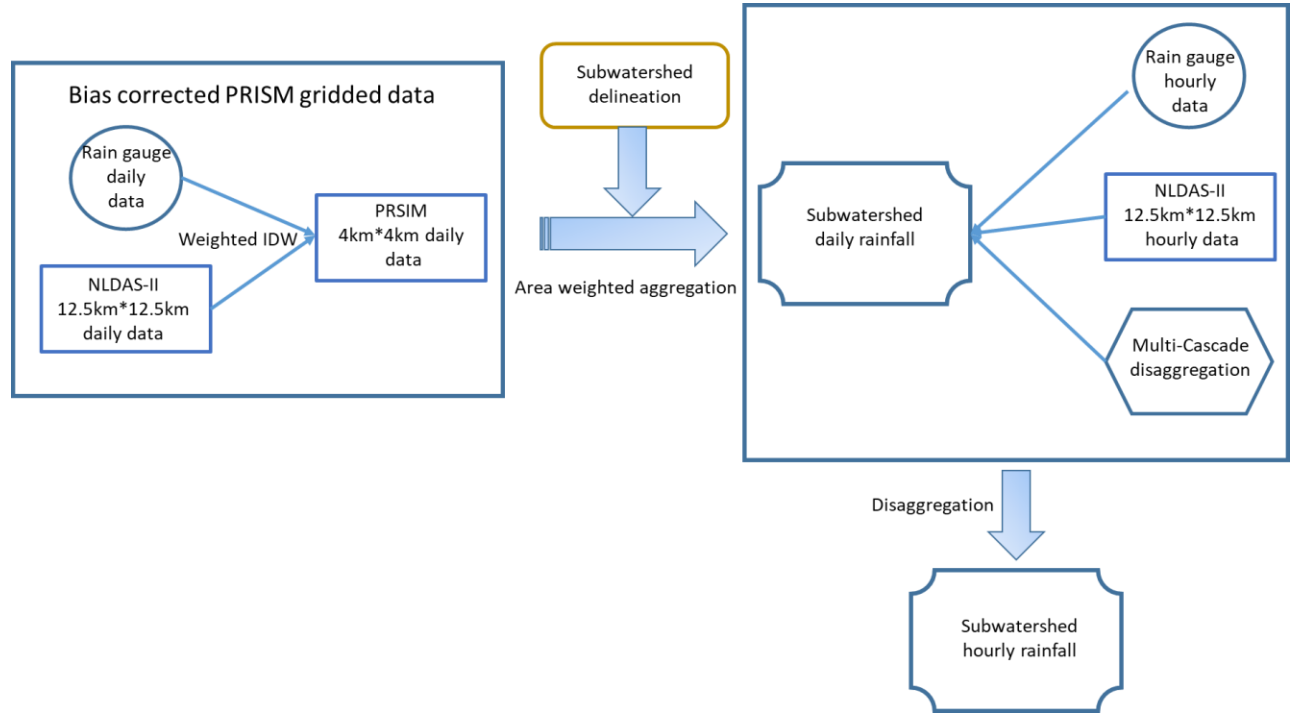 Bias corrected PRISM gridded data
Rain gauge
daily
data
Weighted IDW
PRSIM
4km*4km daily
data
NLDAS-II
12.5km*12.5km
daily data
Subwatershed
delineation
Area weighted aggregation
Subwatershed
daily rainfall
Rain gauge
hourly
data
NLDAS-II
12.5km*12.5km
hourly data
Multi-Cascade
disaggregation
Disaggregation
Subwatershed
hourly rainfall